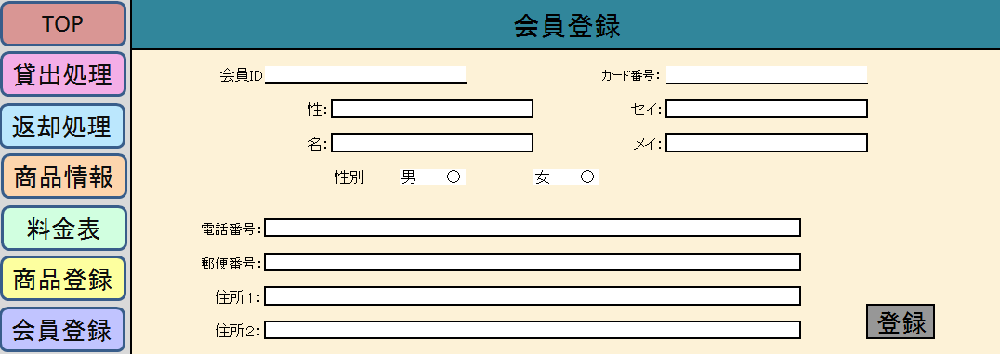 TOP
貸出処理
返却処理
商品情報
料金表
商品登録
会員登録
会員登録
会員ID
カード番号:
性:
セイ:
名:
メイ:
性別 男 ○ 女 ○
電話番号:
郵便番号:
住所1:
住所2:
登録